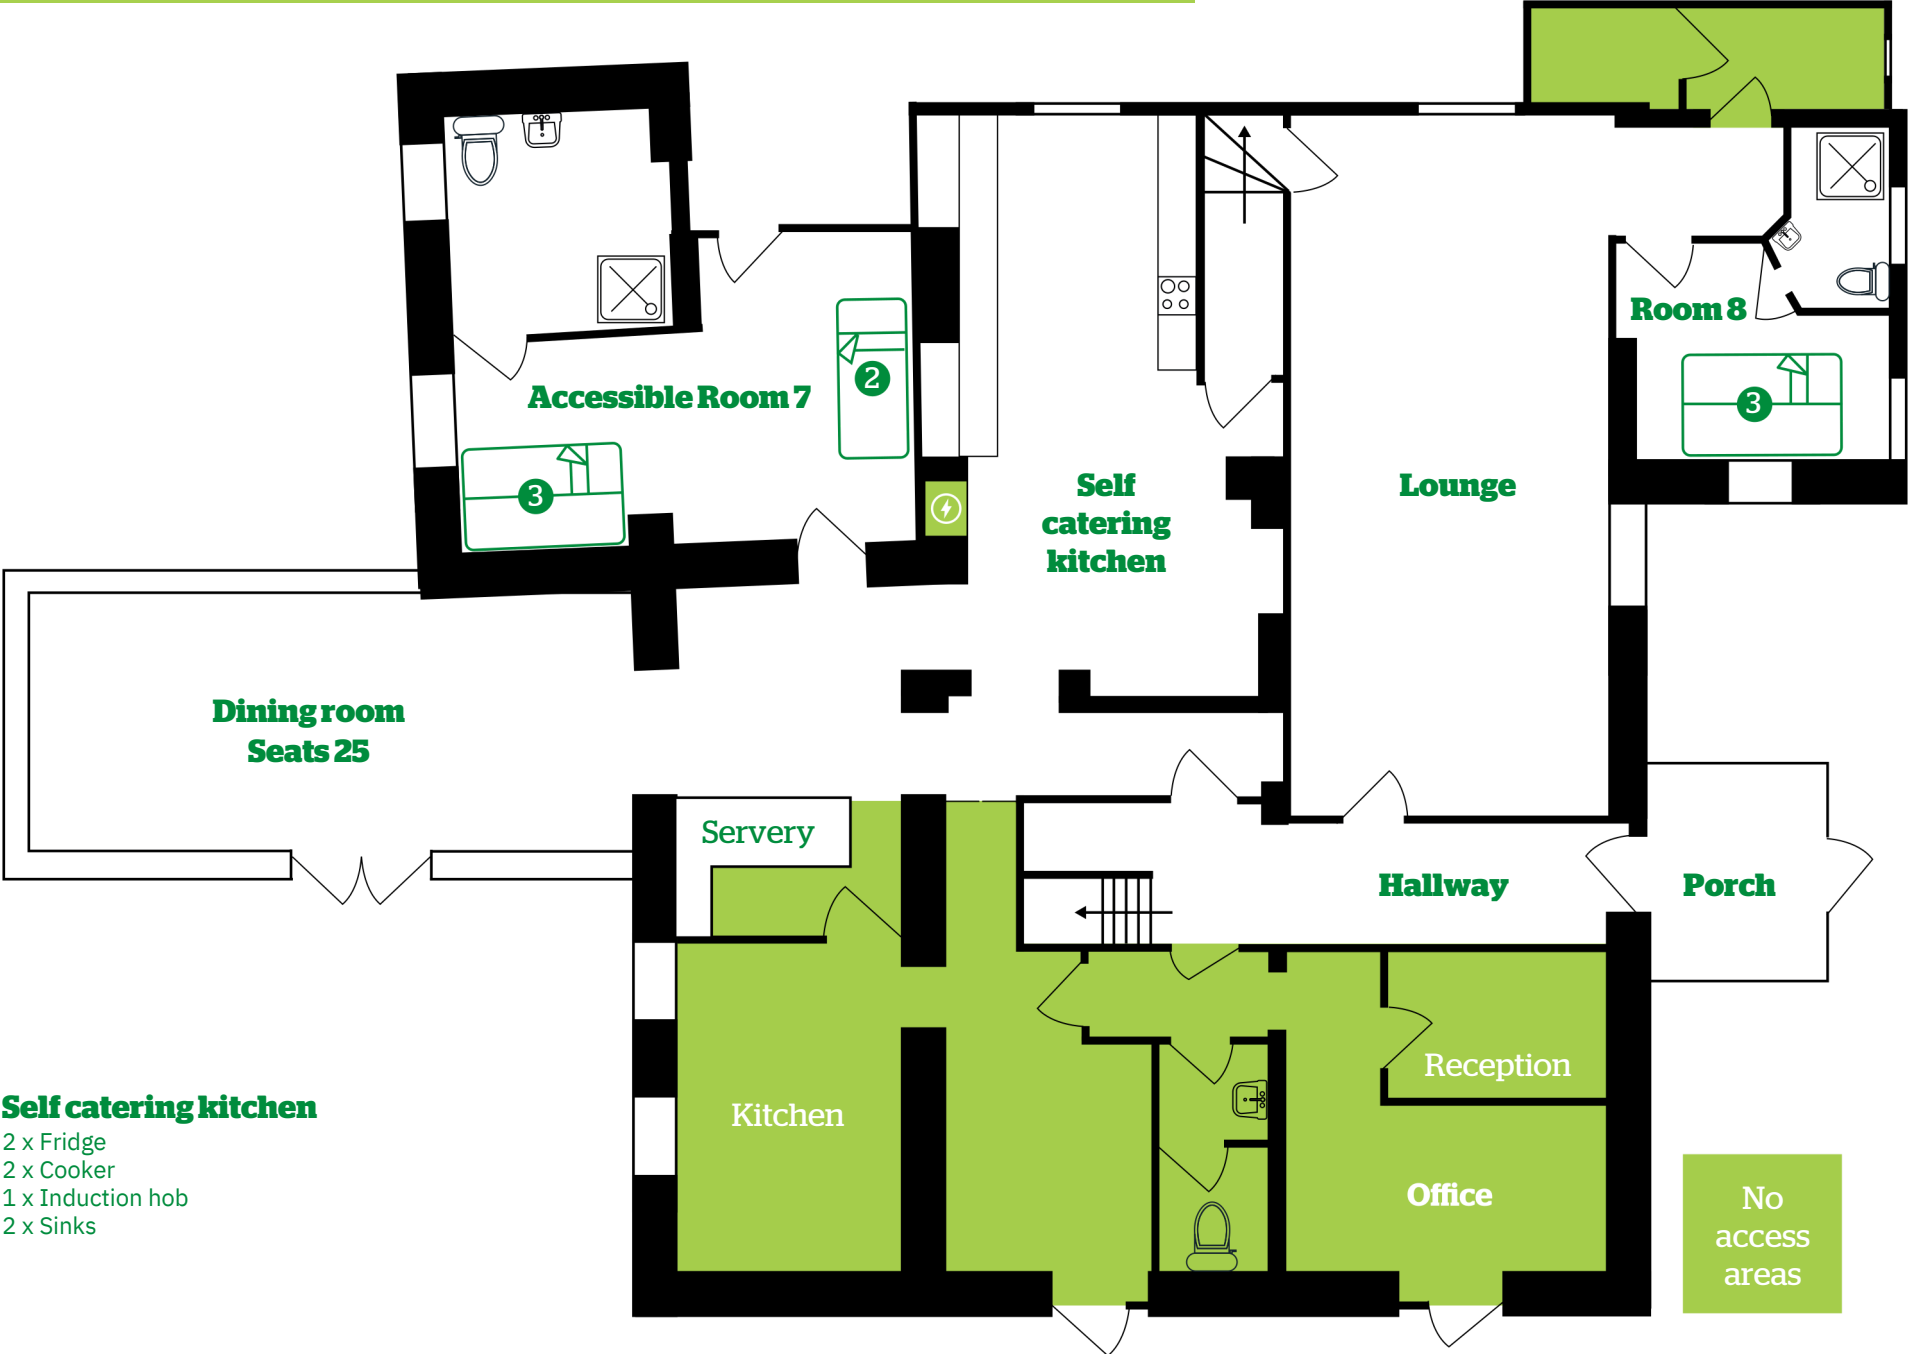 Accessible Room 7
2
3
Room 8
3
Self
catering
kitchen
Lounge
Dining room
Seats 25
Servery
Hallway
Porch
Kitchen
Reception
Office
Self catering kitchen
2 x Fridge
2 x Cooker
1 x Induction hob
2 x Sinks
No
access
areas